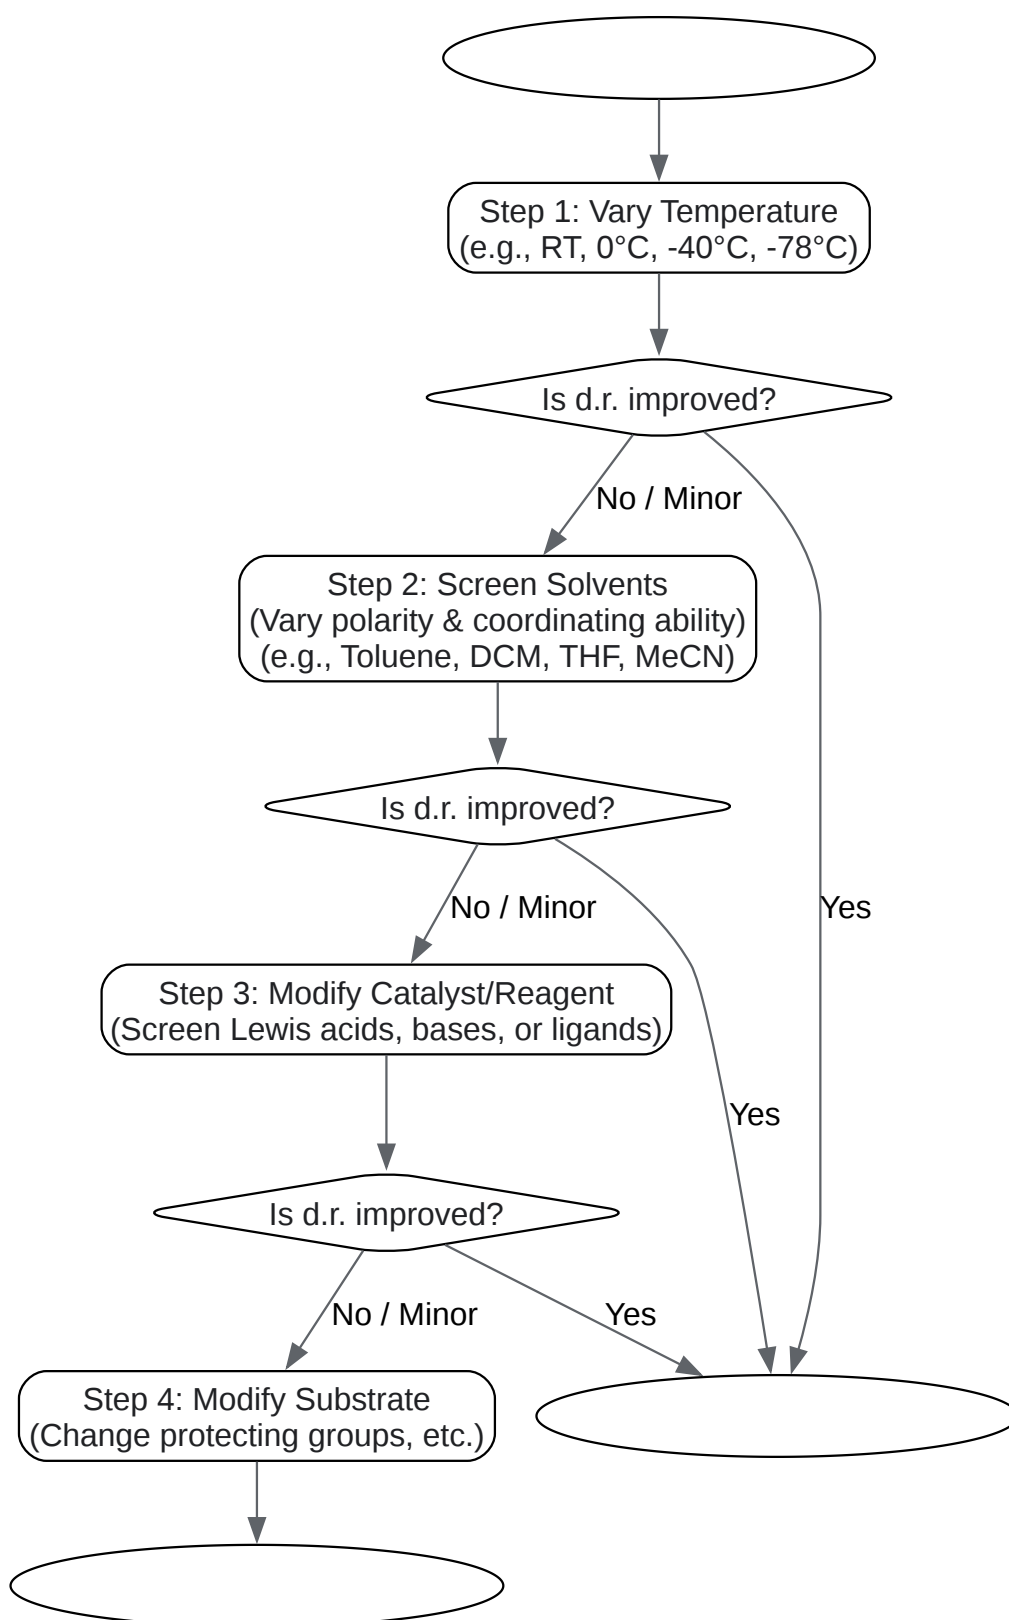 Step 1: Vary Temperature
(e.g., RT, 0°C, -40°C, -78°C)
Is d.r. improved?
No / Minor
Step 2: Screen Solvents
(Vary polarity & coordinating ability)
(e.g., Toluene, DCM, THF, MeCN)
Is d.r. improved?
No / Minor
Yes
Step 3: Modify Catalyst/Reagent
(Screen Lewis acids, bases, or ligands)
Yes
Is d.r. improved?
No / Minor
Yes
Step 4: Modify Substrate
(Change protecting groups, etc.)